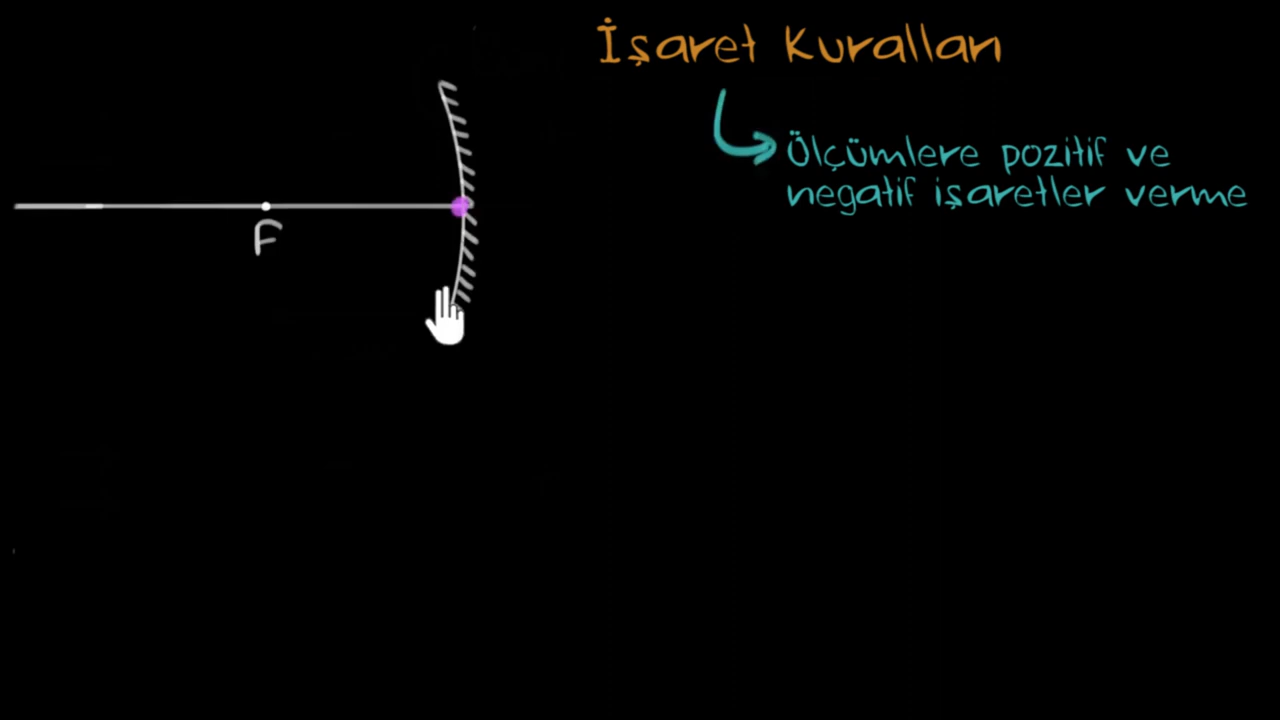 İşaret Kuralları
Ölçümlere pozitif ve
negatif işaretler verme
F